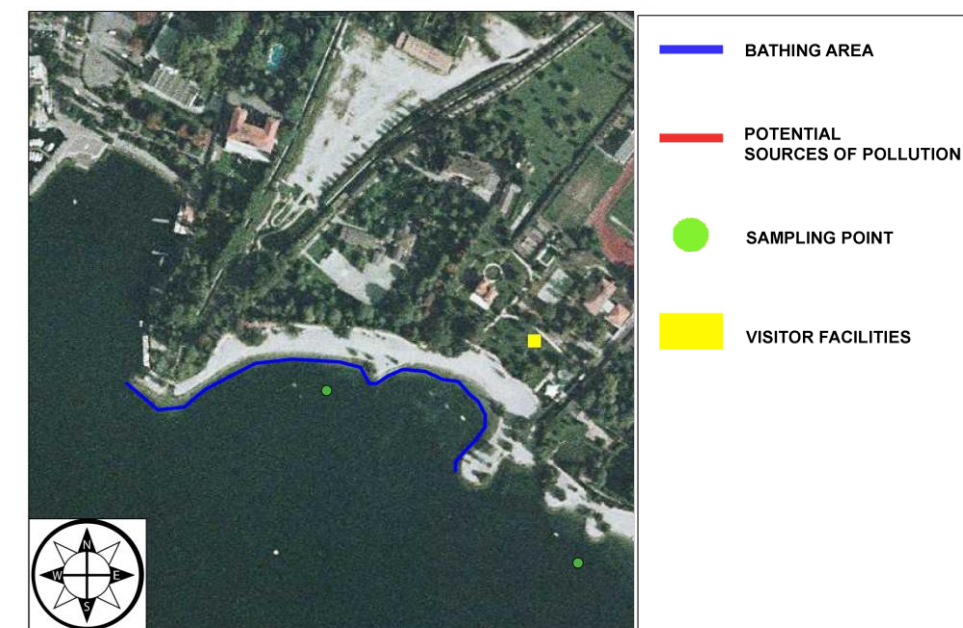 BATHING AREA
POTENTIAL
SOURCES OF POLLUTION
SAMPLING POINT
VISITOR FACILITIES
N
W E
S